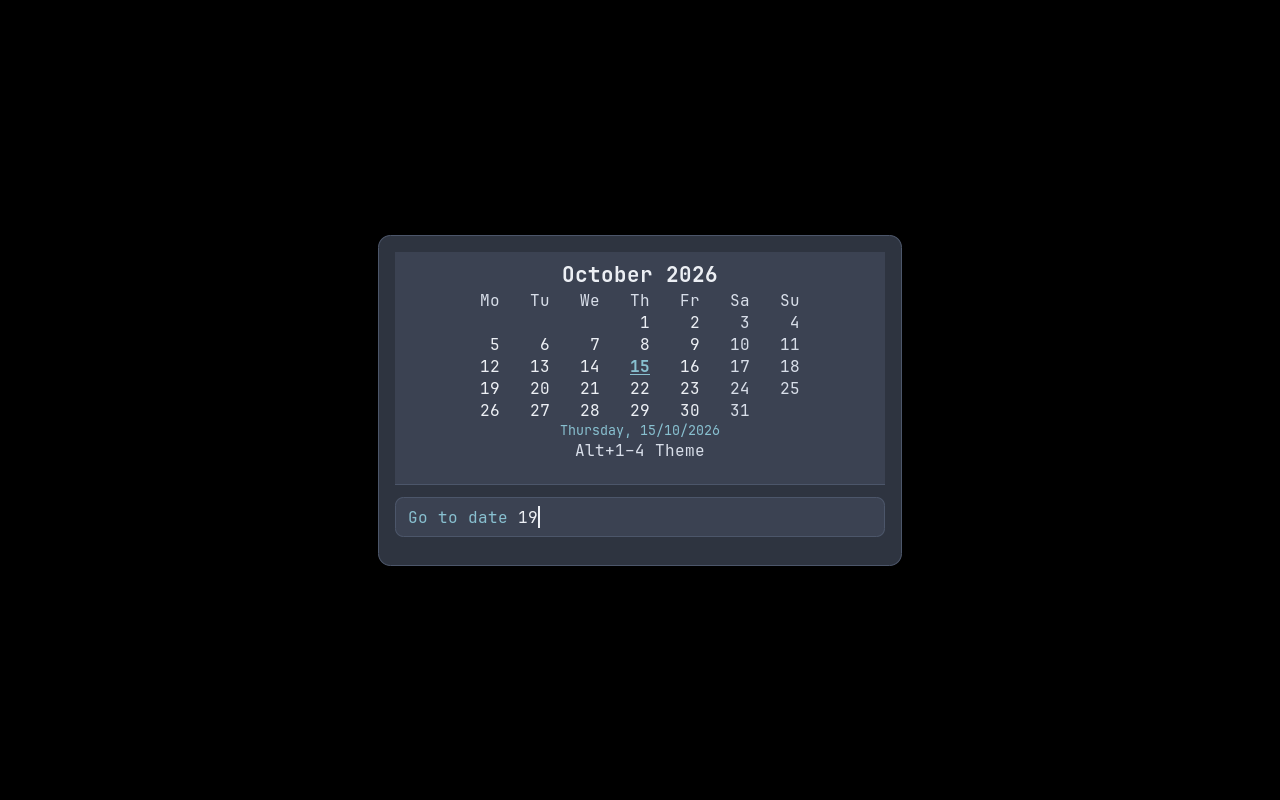 October 2026
Mo Tu We Th Fr Sa Su
1 2 3 4
5 6 7 8 9 10 11
12 13 14 15 16 17 18
19 20 21 22 23 24 25
26 27 28 29 30 31
Thursday, 15/10/2026
Alt+1–4 Theme
Go to date 19